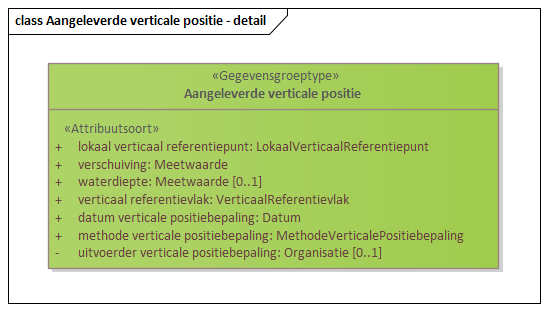 class Aangeleverde verticale positie - detail
«Gegevensgroeptype»
Aangeleverde verticale positie
«Attribuutsoort»
+ lokaal verticaal referentiepunt: LokaalVerticaalReferentiepunt
+ verschuiving: Meetwaarde
+ waterdiepte: Meetwaarde [0..1]
+ verticaal referentievlak: VerticaalReferentievlak
+ datum verticale positiebepaling: Datum
+ methode verticale positiebepaling: MethodeVerticalePositiebepaling
- uitvoerder verticale positiebepaling: Organisatie [0..1]